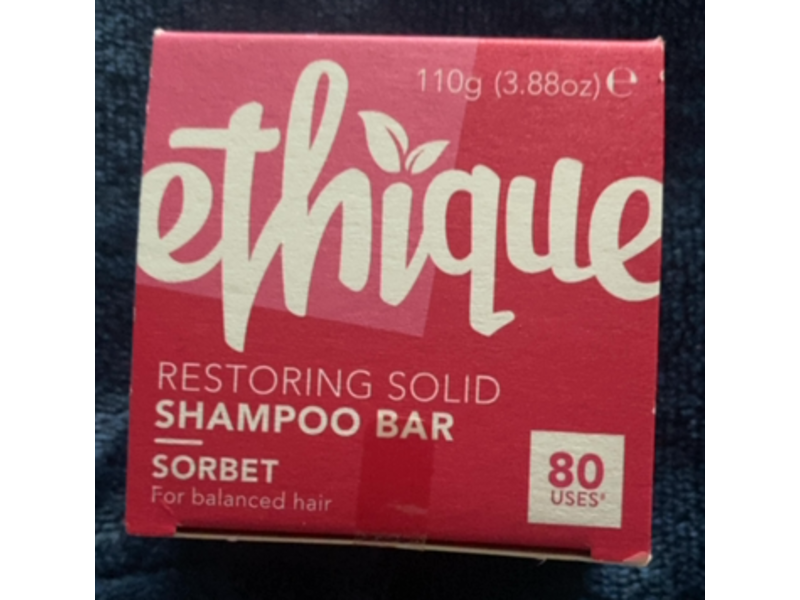 110g (3.88oz) ℮
ethique
RESTORING SOLID
SHAMPOO BAR
SORBET
For balanced hair
80
USES#